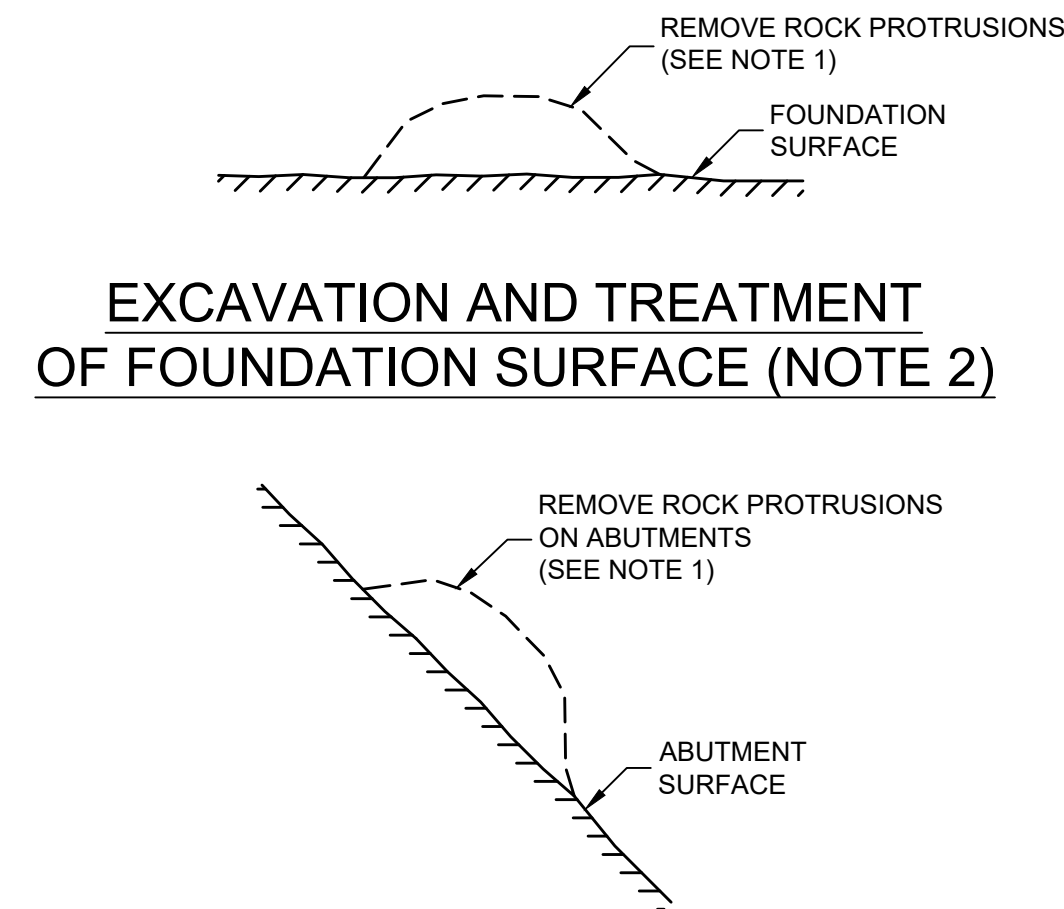 REMOVE ROCK PROTRUSIONS
(SEE NOTE 1)
FOUNDATION
SURFACE
EXCAVATION AND TREATMENT
OF FOUNDATION SURFACE (NOTE 2)
REMOVE ROCK PROTRUSIONS
ON ABUTMENTS
(SEE NOTE 1)
ABUTMENT
SURFACE